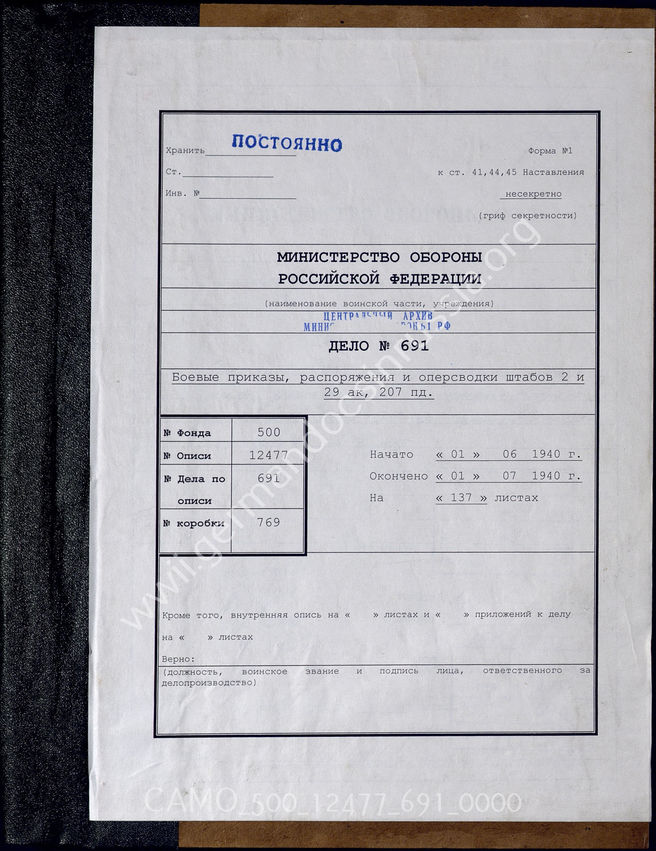 Хранить ПОСТОЯННО
Форма №1
Ст.
к ст. 41,44,45 Наставления
Инв. №
несекретно
(гриф секретности)
МИНИСТЕРСТВО ОБОРОНЫ
РОССИЙСКОЙ ФЕДЕРАЦИИ
(наименование воинской части, учреждения)
ЦЕНТРАЛЬНЫЙ АРХИВ
РФ
ДЕЛО № 691
Боевые приказы, распоряжения и оперсводки штабов 2 и
29 ак, 207 пд.
№ Фонда 500
№ Описи 12477
№ Дела по описи 691
№ коробки 769
Начато « 01 » 06 1940 г.
Окончено « 01 » 07 1940 г.
На « 137 » листах
Кроме того, внутренняя опись на « » листах и « » приложений к делу
на « » листах
Верно:
(должность, воинское звание и подпись лица, ответственного за
делопроизводство)
www.germandocsinrussia.org
CAMO_500_12477_691_0000